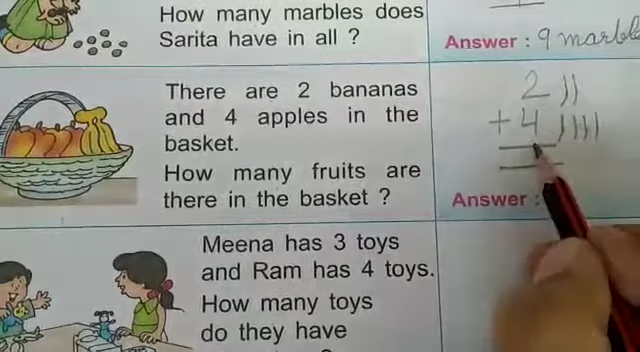 How many marbles does
Sarita have in all ?
Answer : 9 marble
There are 2 bananas
and 4 apples in the
basket.
How many fruits are
there in the basket ?
2
+ 4
Answer :
Meena has 3 toys
and Ram has 4 toys.
How many toys
do they have